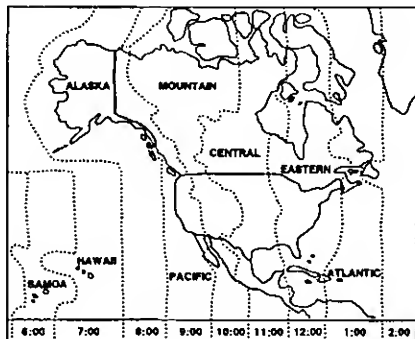 ALASKA MOUNTAIN
CENTRAL
EASTERN
HAWAII
SAMOA
PACIFIC ATLANTIC
6:00 7:00 8:00 9:00 10:00 11:00 12:00 1:00 2:00